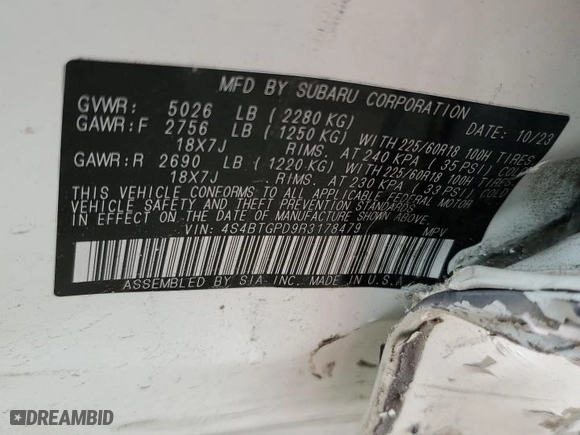 MFD BY SUBARU CORPORATION
GVWR: 5026 LB (2280 KG) DATE: 10/23
GAWR:F 2756 LB (1250 KG) WITH 225/60R18 100H TIRES
18X7J RIMS, AT 240 KPA (35 PSI) COLD
GAWR:R 2690 LB (1220 KG) WITH 225/60R18 100H TIRES
18X7J RIMS, AT 230 KPA (33 PSI) COLD
THIS VEHICLE CONFORMS TO ALL APPLICABLE FEDERAL MOTOR
VEHICLE SAFETY AND THEFT PREVENTION STANDARDS
IN EFFECT ON THE DATE OF MANUFACTURE SHOWN ABOVE.
VIN: 4S4BTGPD9R3178479 MPV
ASSEMBLED BY SIA INC. MADE IN U.S.A
DREAMBID